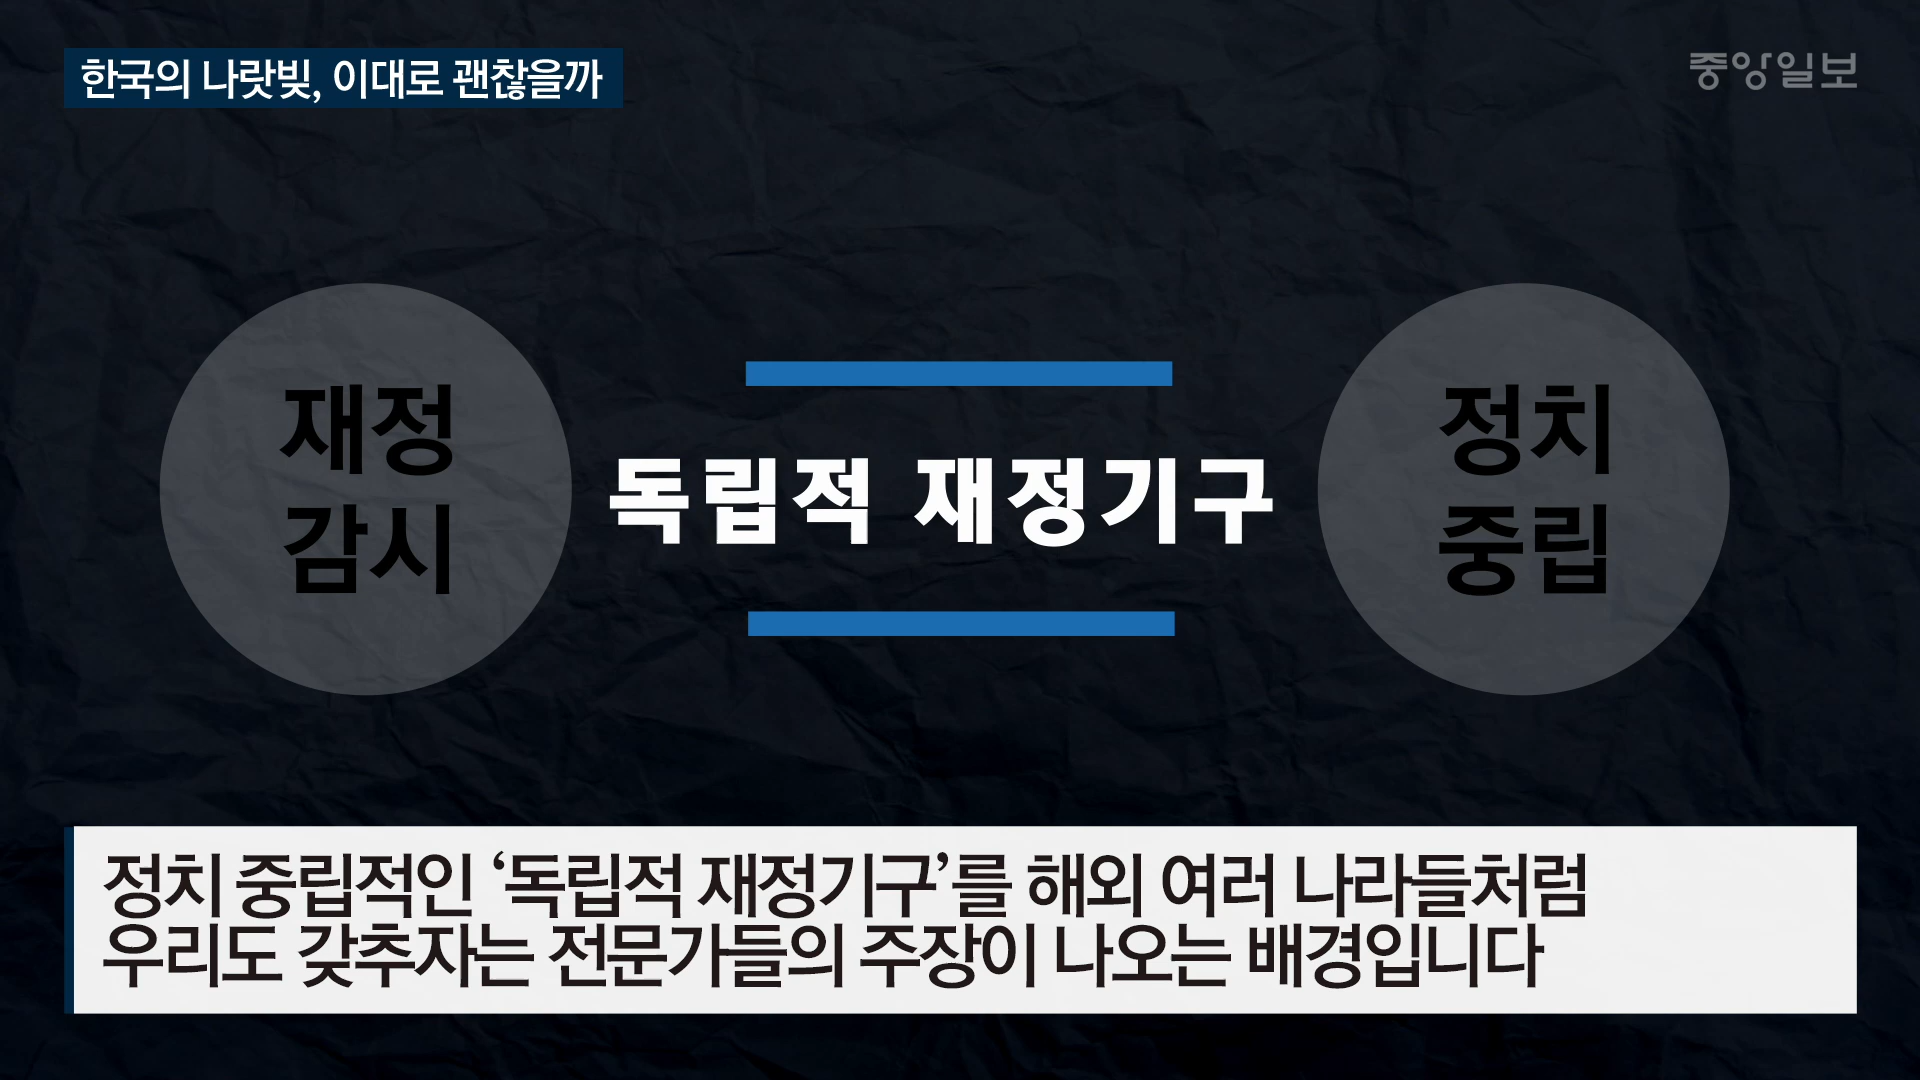 한국의 나랏빚, 이대로 괜찮을까
중앙일보
재정
감시
독립적 재정기구
정치
중립
정치 중립적인 ‘독립적 재정기구’를 해외 여러 나라들처럼
우리도 갖추자는 전문가들의 주장이 나오는 배경입니다